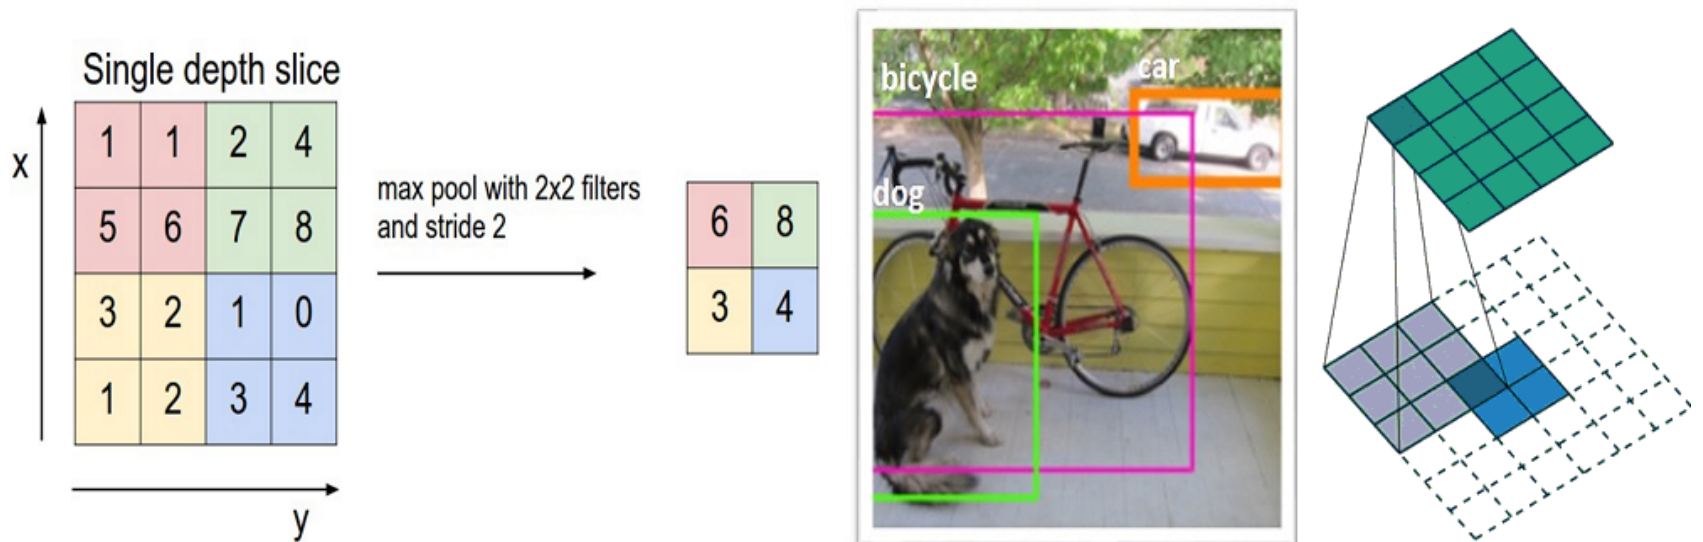 Single depth slice
x
1 1 2 4
5 6 7 8
3 2 1 0
1 2 3 4
y
max pool with 2x2 filters
and stride 2
6 8
3 4
bicycle
car
dog